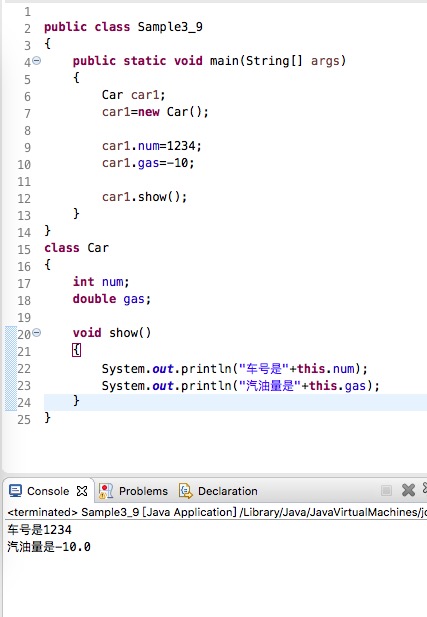 1
2 public class Sample3_9
3 {
4 public static void main(String[] args)
5 {
6 Car car1;
7 car1=new Car();
8
9 car1.num=1234;
10 car1.gas=-10;
11
12 car1.show();
13 }
14 }
15 class Car
16 {
17 int num;
18 double gas;
19
20 void show()
21 {
22 System.out.println("车号是"+this.num);
23 System.out.println("汽油量是"+this.gas);
24 }
25 }
Console Problems Declaration
<terminated> Sample3_9 [Java Application] /Library/Java/JavaVirtualMachines/
车号是1234
汽油量是-10.0